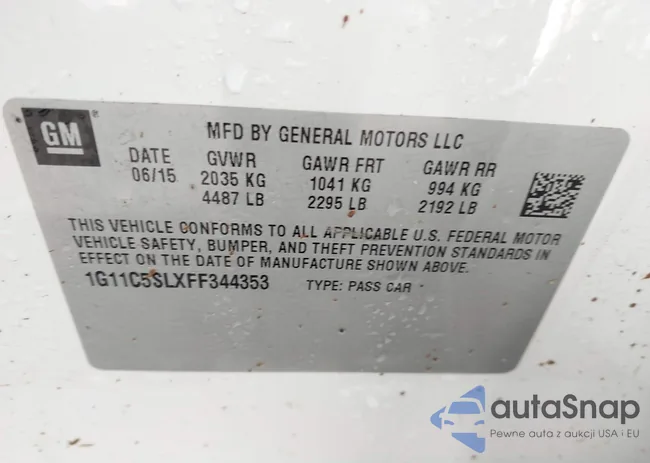 GM
MFD BY GENERAL MOTORS LLC
DATE GVWR GAWR FRT GAWR RR
06/15 2035 KG 1041 KG 994 KG
4487 LB 2295 LB 2192 LB
THIS VEHICLE CONFORMS TO ALL APPLICABLE U.S. FEDERAL MOTOR
VEHICLE SAFETY, BUMPER, AND THEFT PREVENTION STANDARDS IN
EFFECT ON THE DATE OF MANUFACTURE SHOWN ABOVE.
1G11C5SLXFF344353 TYPE: PASS CAR
autaSnap
Pewne auta z aukcji USA i EU